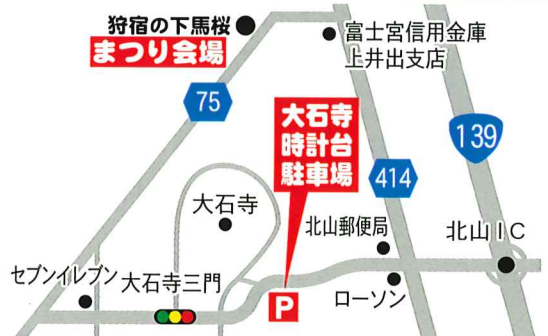 狩宿の下馬桜
まつり会場
富士宮信用金庫
上井出支店
75
大石寺
時計台
駐車場
139
414
大石寺
北山郵便局
北山IC
セブンイレブン
大石寺三門
P
ローソン